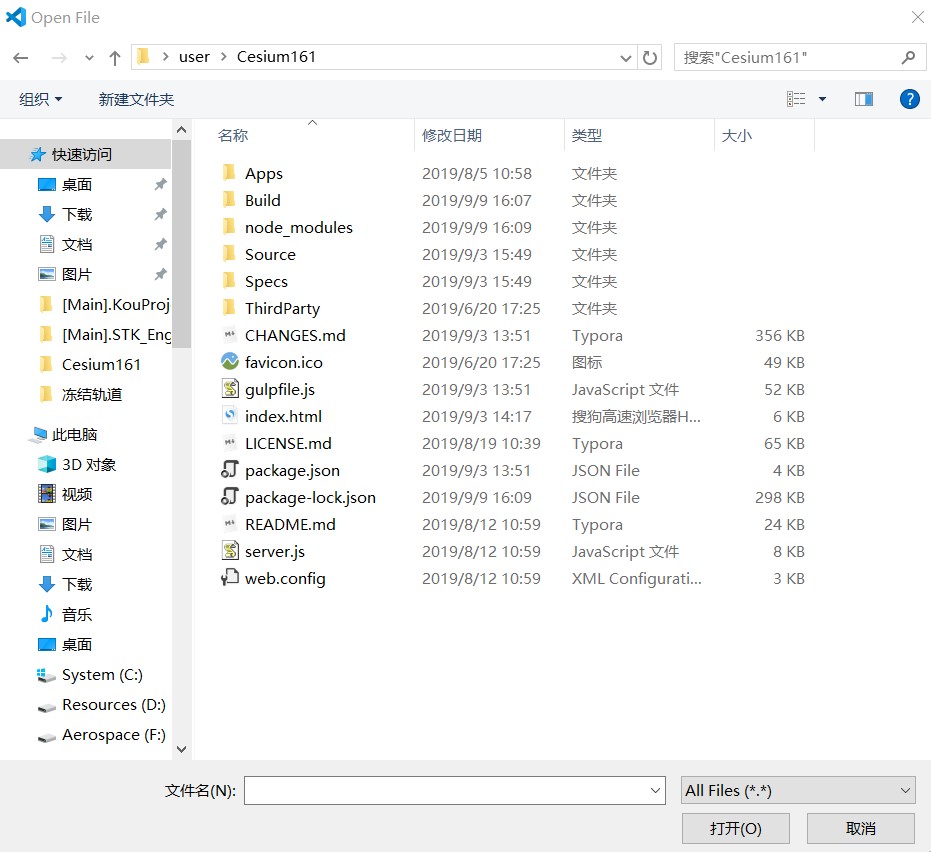 Open File
user > Cesium161
搜索"Cesium161"
组织 新建文件夹
名称 修改日期 类型 大小
快速访问
桌面
下载
文档
图片
[Main].KouProj
[Main].STK_Eng
Cesium161
冻结轨道
此电脑
3D 对象
视频
图片
文档
下载
音乐
桌面
System (C:)
Resources (D:)
Aerospace (F:)
Apps 2019/8/5 10:58 文件夹
Build 2019/9/9 16:07 文件夹
node_modules 2019/9/9 16:09 文件夹
Source 2019/9/3 15:49 文件夹
Specs 2019/9/3 15:49 文件夹
ThirdParty 2019/6/20 17:25 文件夹
CHANGES.md 2019/9/3 13:51 Typora 356 KB
favicon.ico 2019/6/20 17:25 图标 49 KB
gulpfile.js 2019/9/3 13:51 JavaScript 文件 52 KB
index.html 2019/9/3 14:17 搜狗高速浏览器H... 6 KB
LICENSE.md 2019/8/19 10:39 Typora 65 KB
package.json 2019/9/3 13:51 JSON File 4 KB
package-lock.json 2019/9/9 16:09 JSON File 298 KB
README.md 2019/8/12 10:59 Typora 24 KB
server.js 2019/8/12 10:59 JavaScript 文件 8 KB
web.config 2019/8/12 10:59 XML Configurati... 3 KB
文件名(N): All Files (*.*)
打开(O) 取消